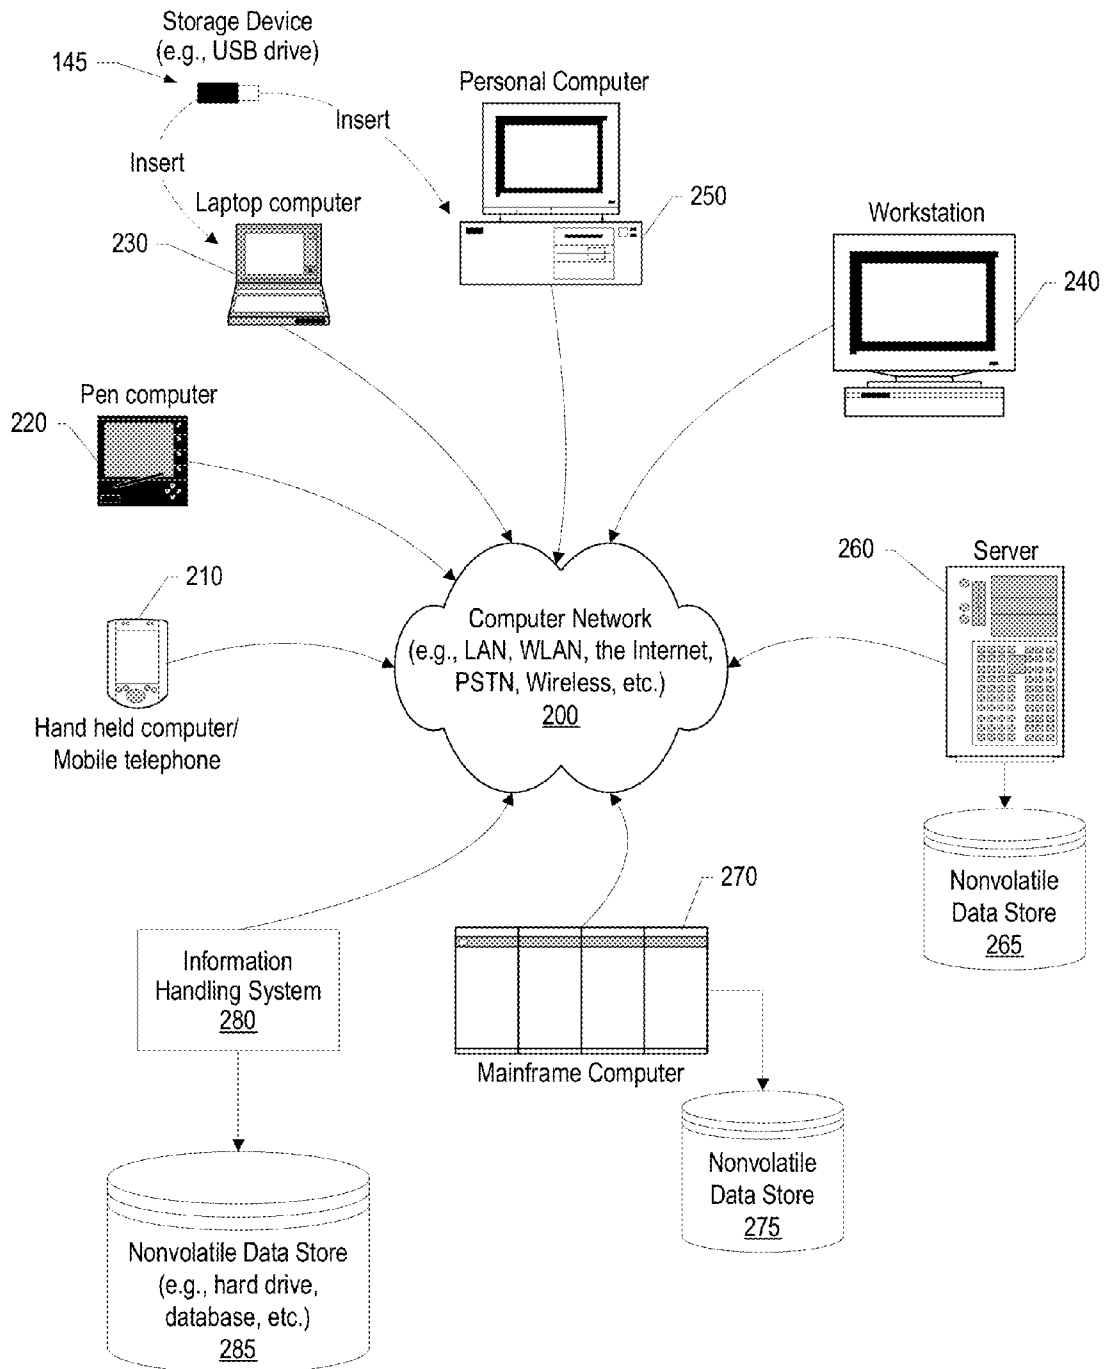 Storage Device
(e.g., USB drive)
145
Insert
Insert
Personal Computer
250
Laptop computer
230
Workstation
240
Pen computer
220
210
Hand held computer/
Mobile telephone
Computer Network
(e.g., LAN, WLAN, the Internet,
PSTN, Wireless, etc.)
200
260
Server
Nonvolatile
Data Store
265
270
Mainframe Computer
Nonvolatile
Data Store
275
Information
Handling System
280
Nonvolatile Data Store
(e.g., hard drive,
database, etc.)
285